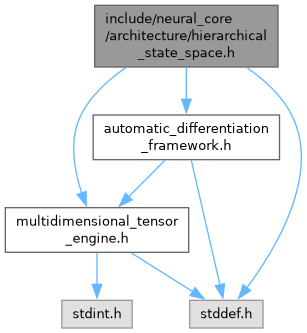 include/neural_core
/architecture/hierarchical
_state_space.h
automatic_differentiation
_framework.h
multidimensional_tensor
_engine.h
stdint.h
stddef.h